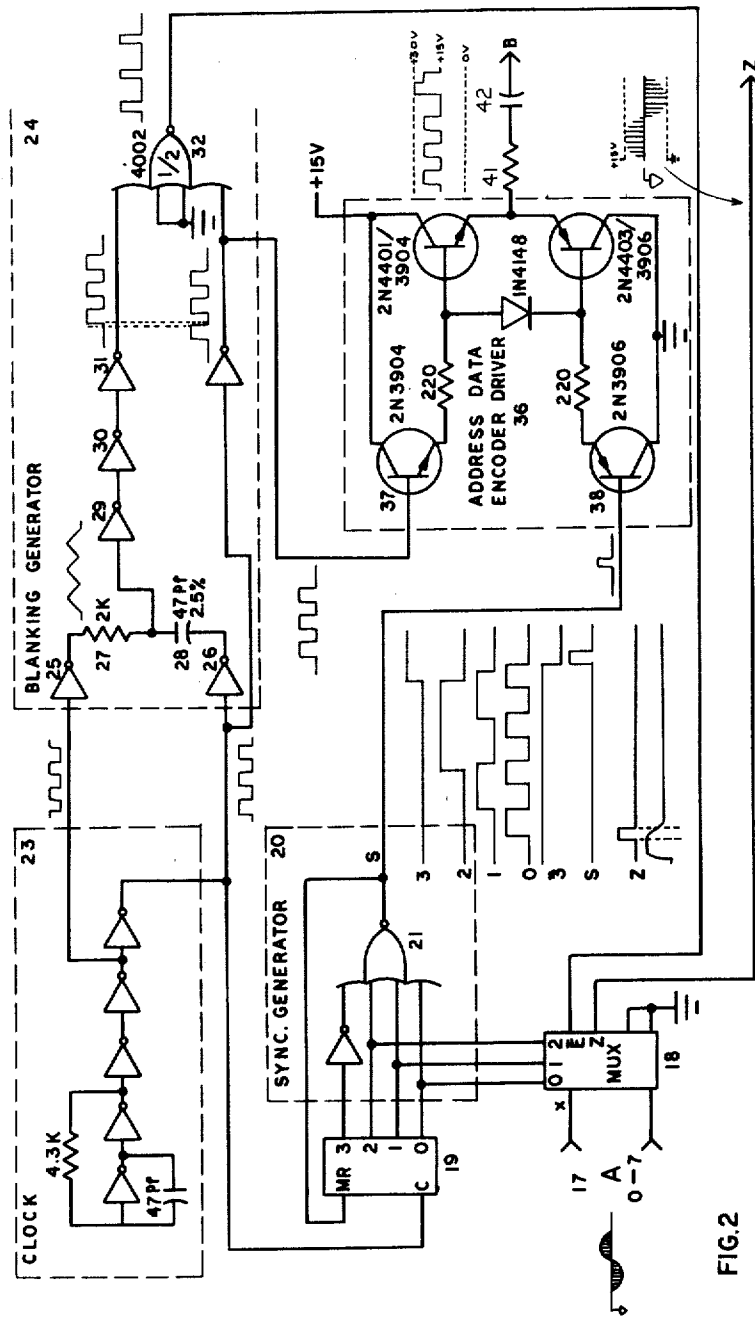 CLOCK
23
4.3K
47Pf
BLANKING GENERATOR
24
25
2K
27
47Pf
2.5%
28
26
29
30
31
4002
1/2
32
SYNC. GENERATOR
20
S
21
MR
3
2
1
0
C
19
3
2
1
0
3
S
Z
0 1 2
E
Z
X
MUX
18
17
A
0-7
37
2N3904
220
2N4401/
3904
1N4148
ADDRESS DATA
ENCODER DRIVER
36
220
2N3906
38
2N4403/
3906
+15V
+30V
+15V
0V
41
42
B
+15V
Z
FIG.2